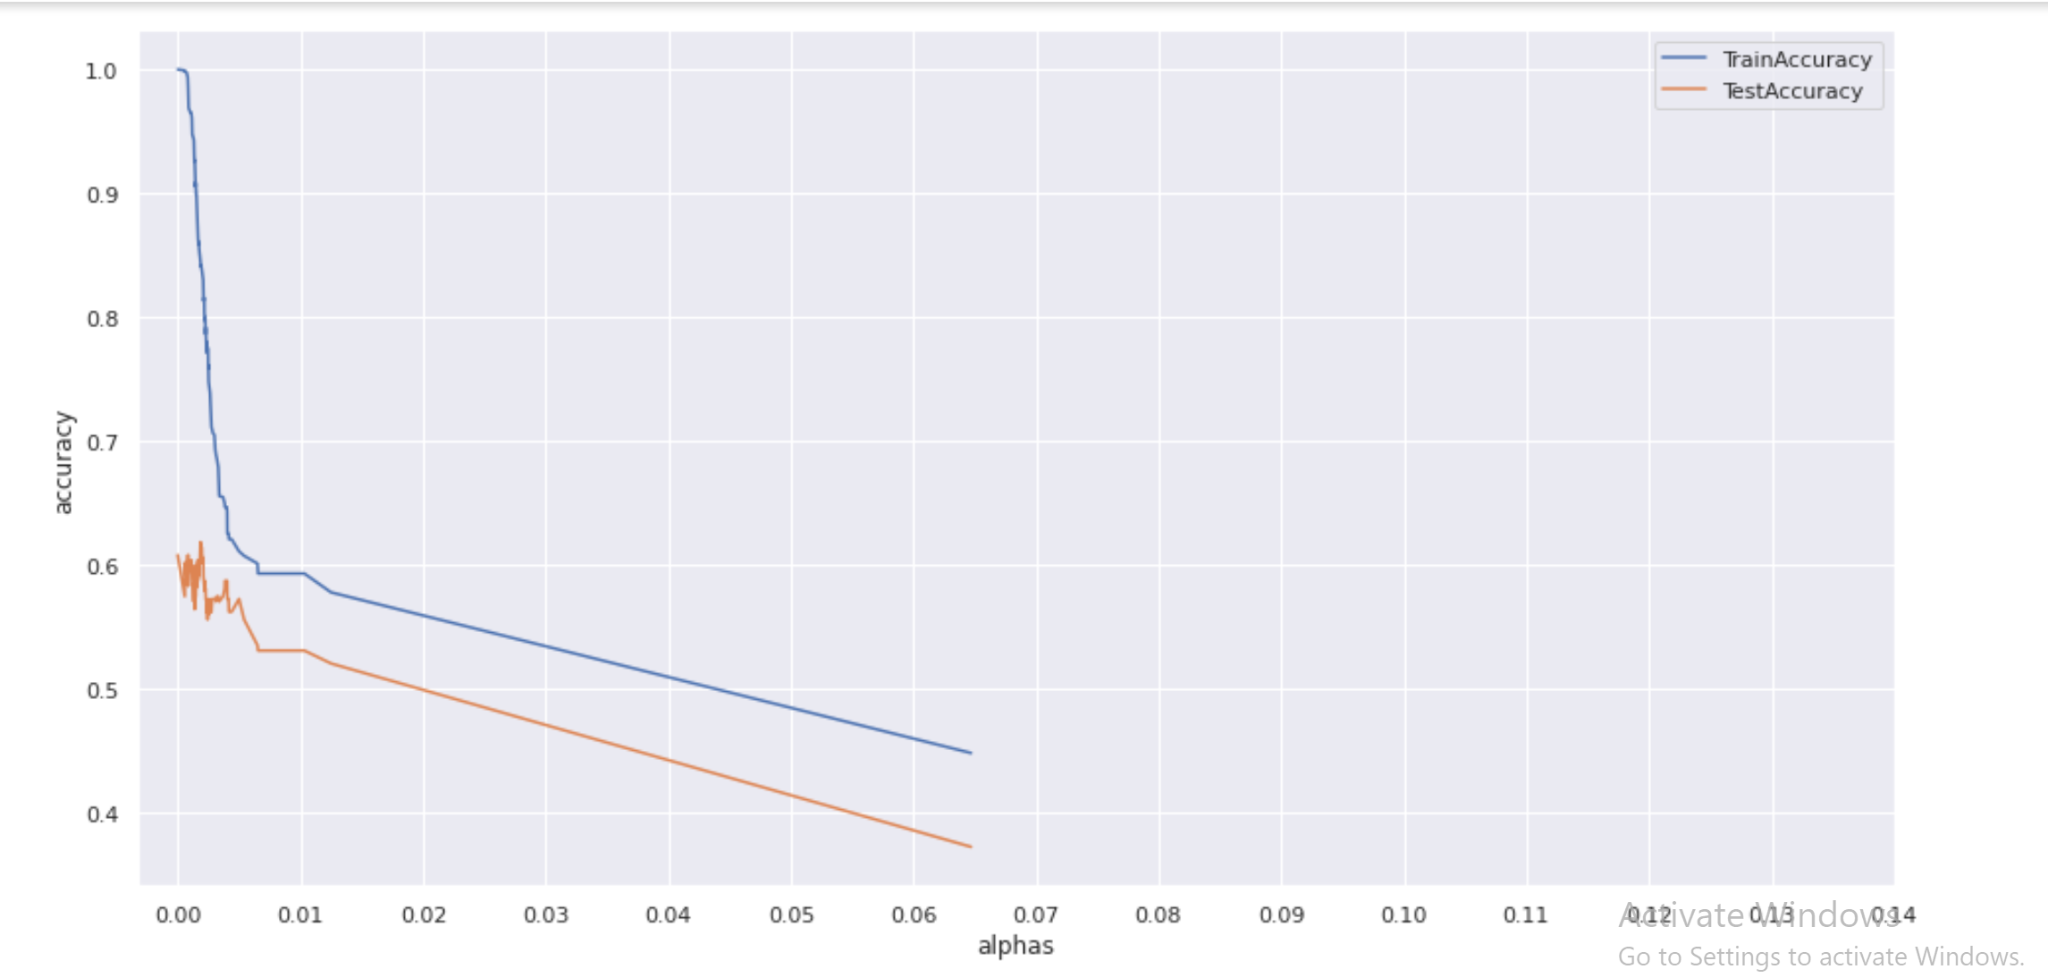 TrainAccuracy
TestAccuracy
1.0
0.9
0.8
0.7
0.6
0.5
0.4
accuracy
0.00 0.01 0.02 0.03 0.04 0.05 0.06 0.07 0.08 0.09 0.10 0.11 0.12 0.13 0.14
alphas
Activate Windows
Go to Settings to activate Windows.